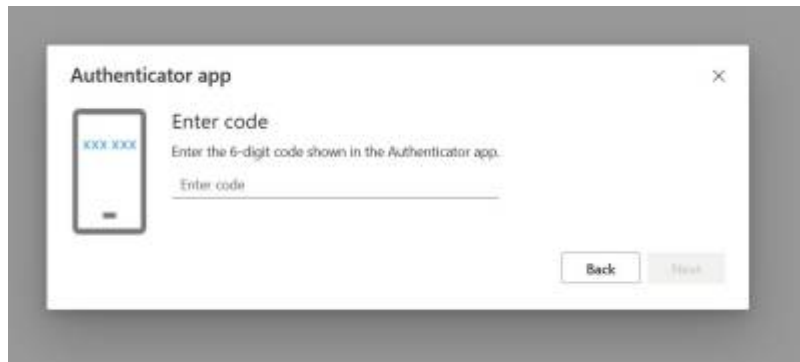 Authenticator app
xxx xxx
Enter code
Enter the 6-digit code shown in the Authenticator app.
Enter code
Back
Next